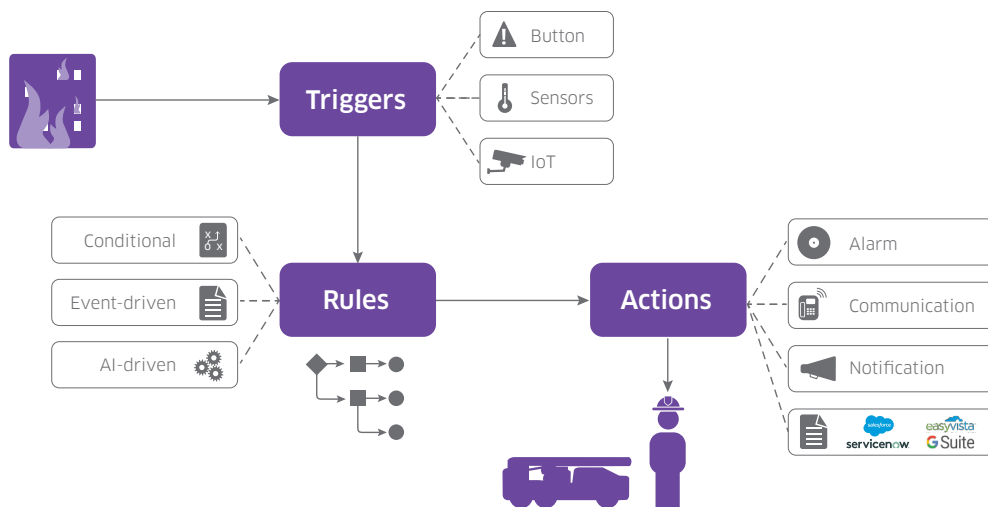 Button
Triggers
Sensors
IoT
Conditional
Event-driven
AI-driven
Rules
Actions
Alarm
Communication
Notification
salesforce
servicenow
easyvista
G Suite